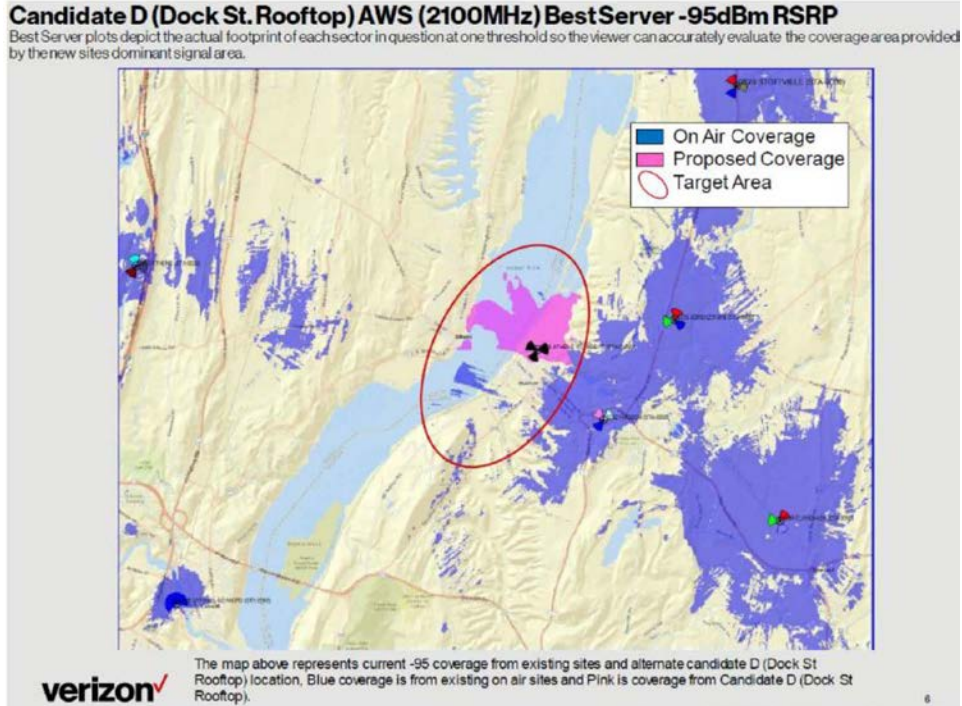 Candidate D (Dock St. Rooftop) AWS (2100MHz) Best Server -95dBm RSRP
Best Server plots depict the actual footprint of each sector in question at one threshold so the viewer can accurately evaluate the coverage area provided
by the new sites dominant signal area.
On Air Coverage
Proposed Coverage
Target Area
The map above represents current -95 coverage from existing sites and alternate candidate D (Dock St
Rooftop) location, Blue coverage is from existing on air sites and Pink is coverage from Candidate D (Dock St
Rooftop).
verizon
6